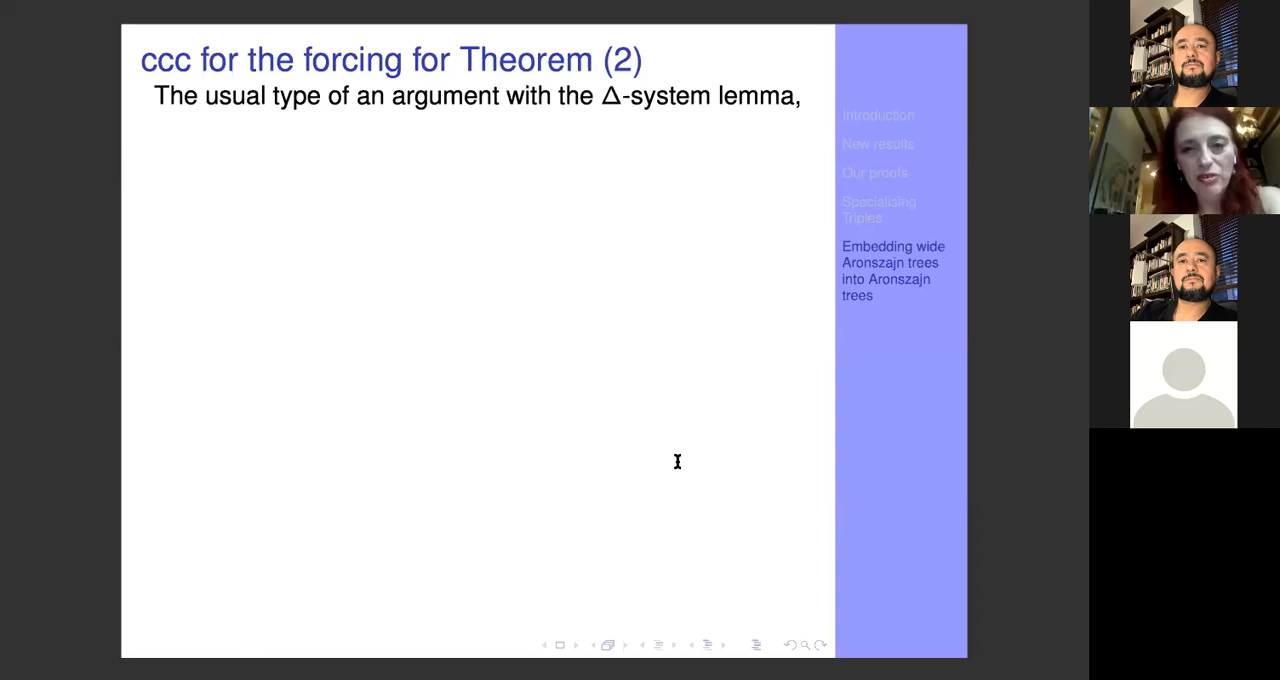 ccc for the forcing for Theorem (2)
The usual type of an argument with the Δ-system lemma,
Introduction
New results
Our proofs
Specialising
Triples
Embedding wide
Aronszajn trees
into Aronszajn
trees